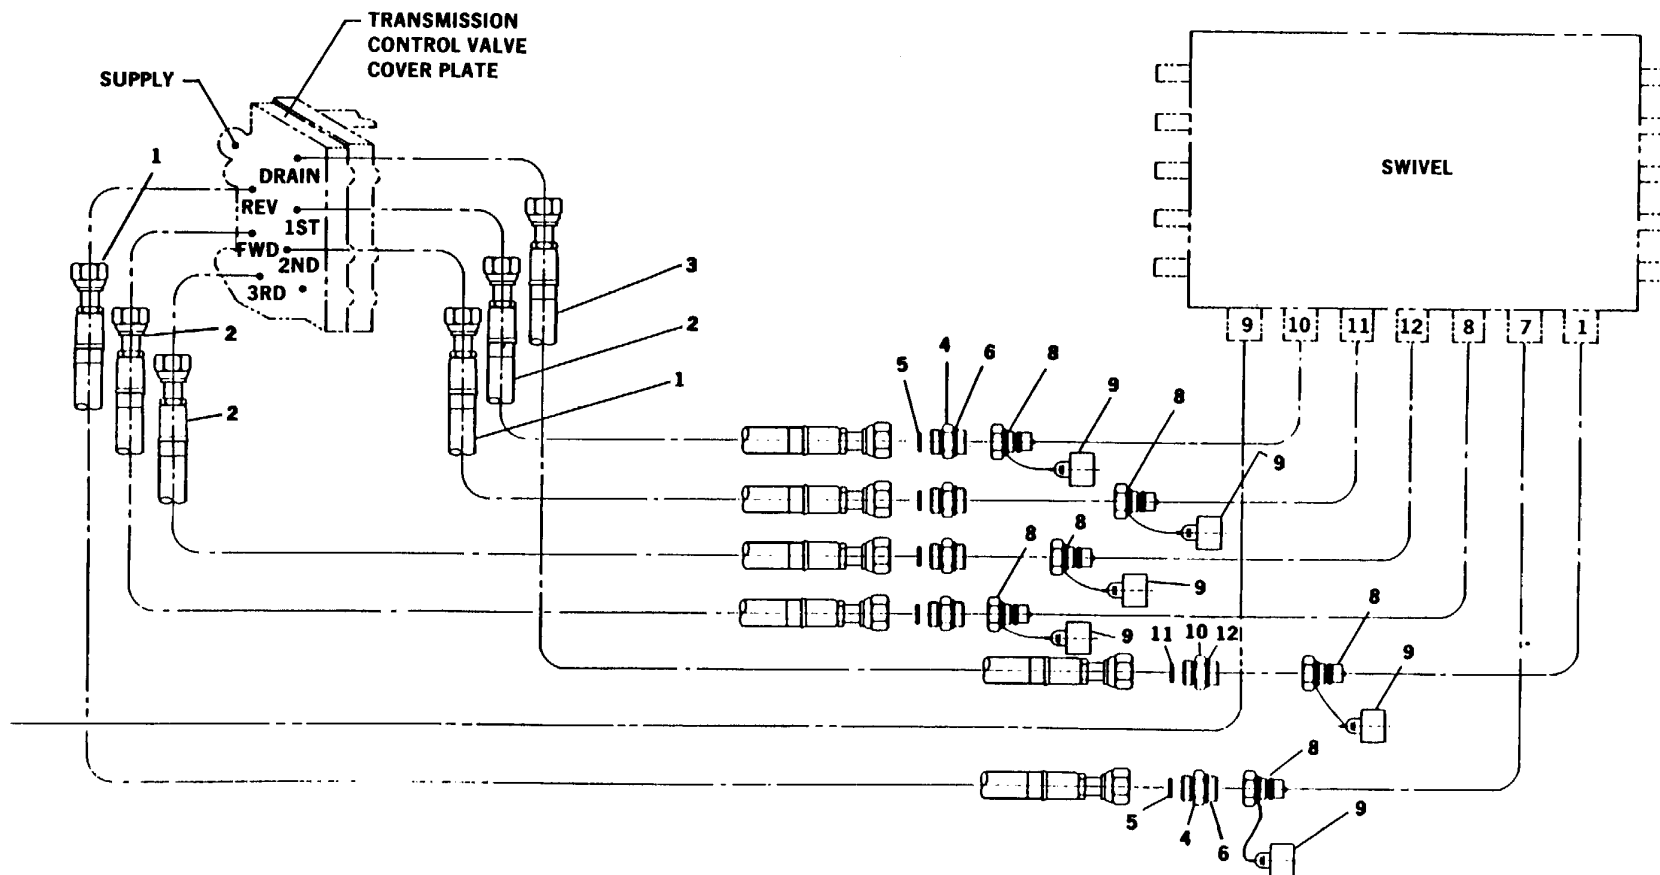 TRANSMISSION
CONTROL VALVE
COVER PLATE
SUPPLY
1
DRAIN
REV
1ST
FWD
2ND
3RD
3
2
2
1
2
SWIVEL
9 10 11 12 8 7 1
4
5
6
8
9
8
9
8
8
9
9
8
11
10
12
9
8
5
4
6
9